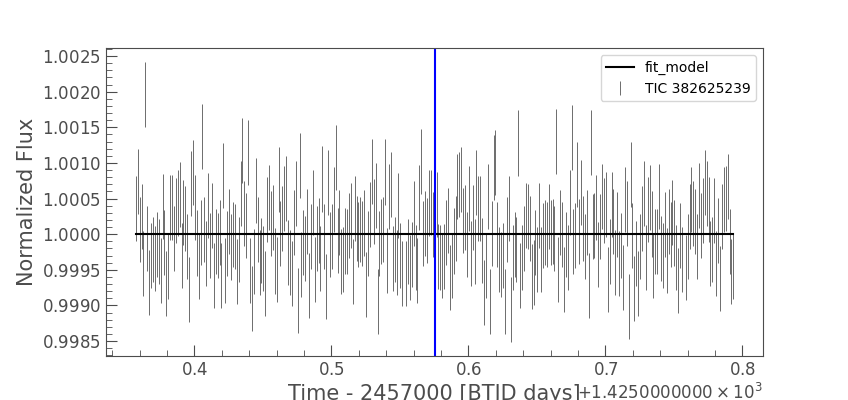 1.0025
1.0020
1.0015
1.0010
1.0005
1.0000
0.9995
0.9990
0.9985
Normalized Flux
fit_model
TIC 382625239
0.4
0.5
0.6
0.7
0.8
Time - 2457000 [BTJD days]
+1.4250000000 × 10³